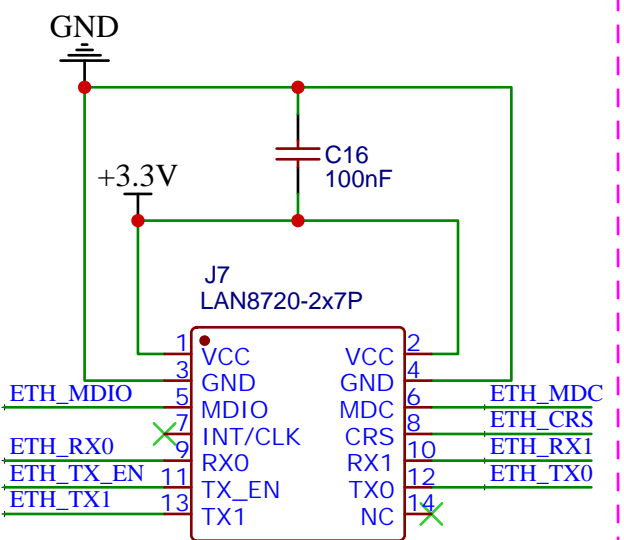 GND
C16
100nF
+3.3V
J7
LAN8720-2x7P
1 VCC VCC 2
3 GND GND 4
ETH_MDIO 5 MDIO MDC 6 ETH_MDC
7 INT/CLK CRS 8 ETH_CRS
ETH_RX0 9 RX0 RX1 10 ETH_RX1
ETH_TX_EN 11 TX_EN TX0 12 ETH_TX0
ETH_TX1 13 TX1 NC 14